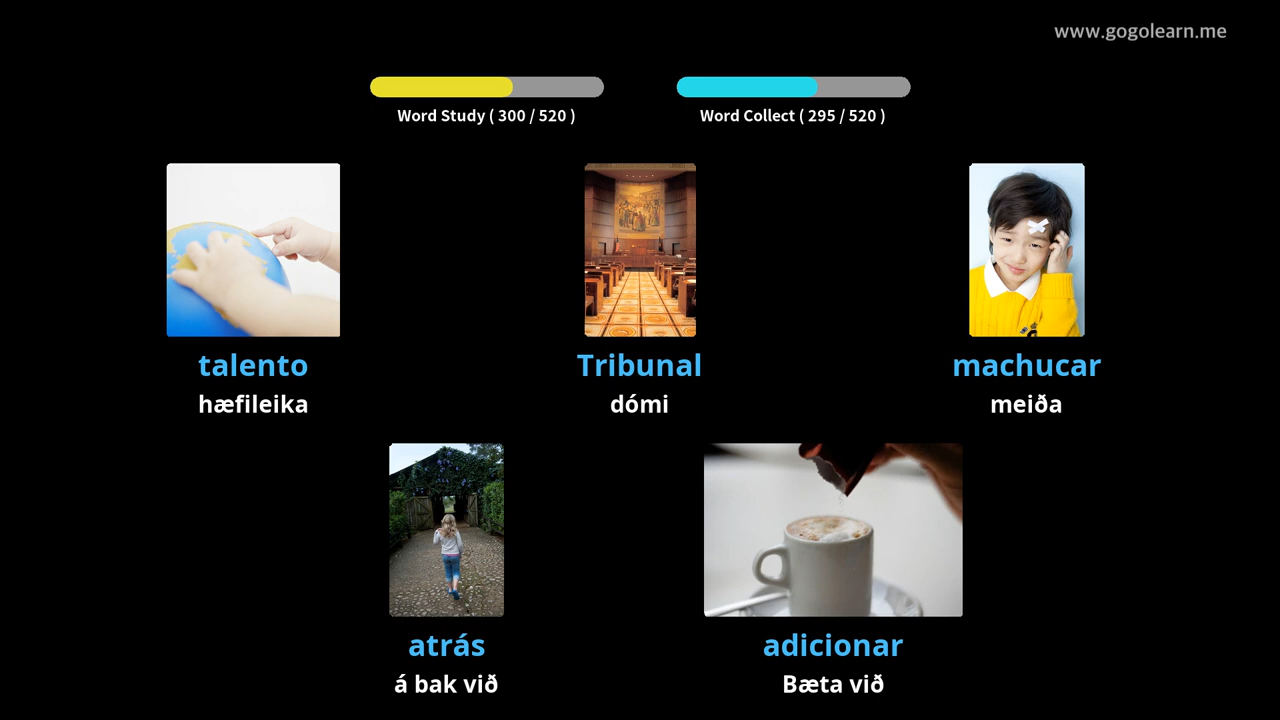 www.gogolearn.me
Word Study ( 300 / 520 )
Word Collect ( 295 / 520 )
talento
hæfileika
Tribunal
dómi
machucar
meiða
atrás
á bak við
adicionar
Bæta við